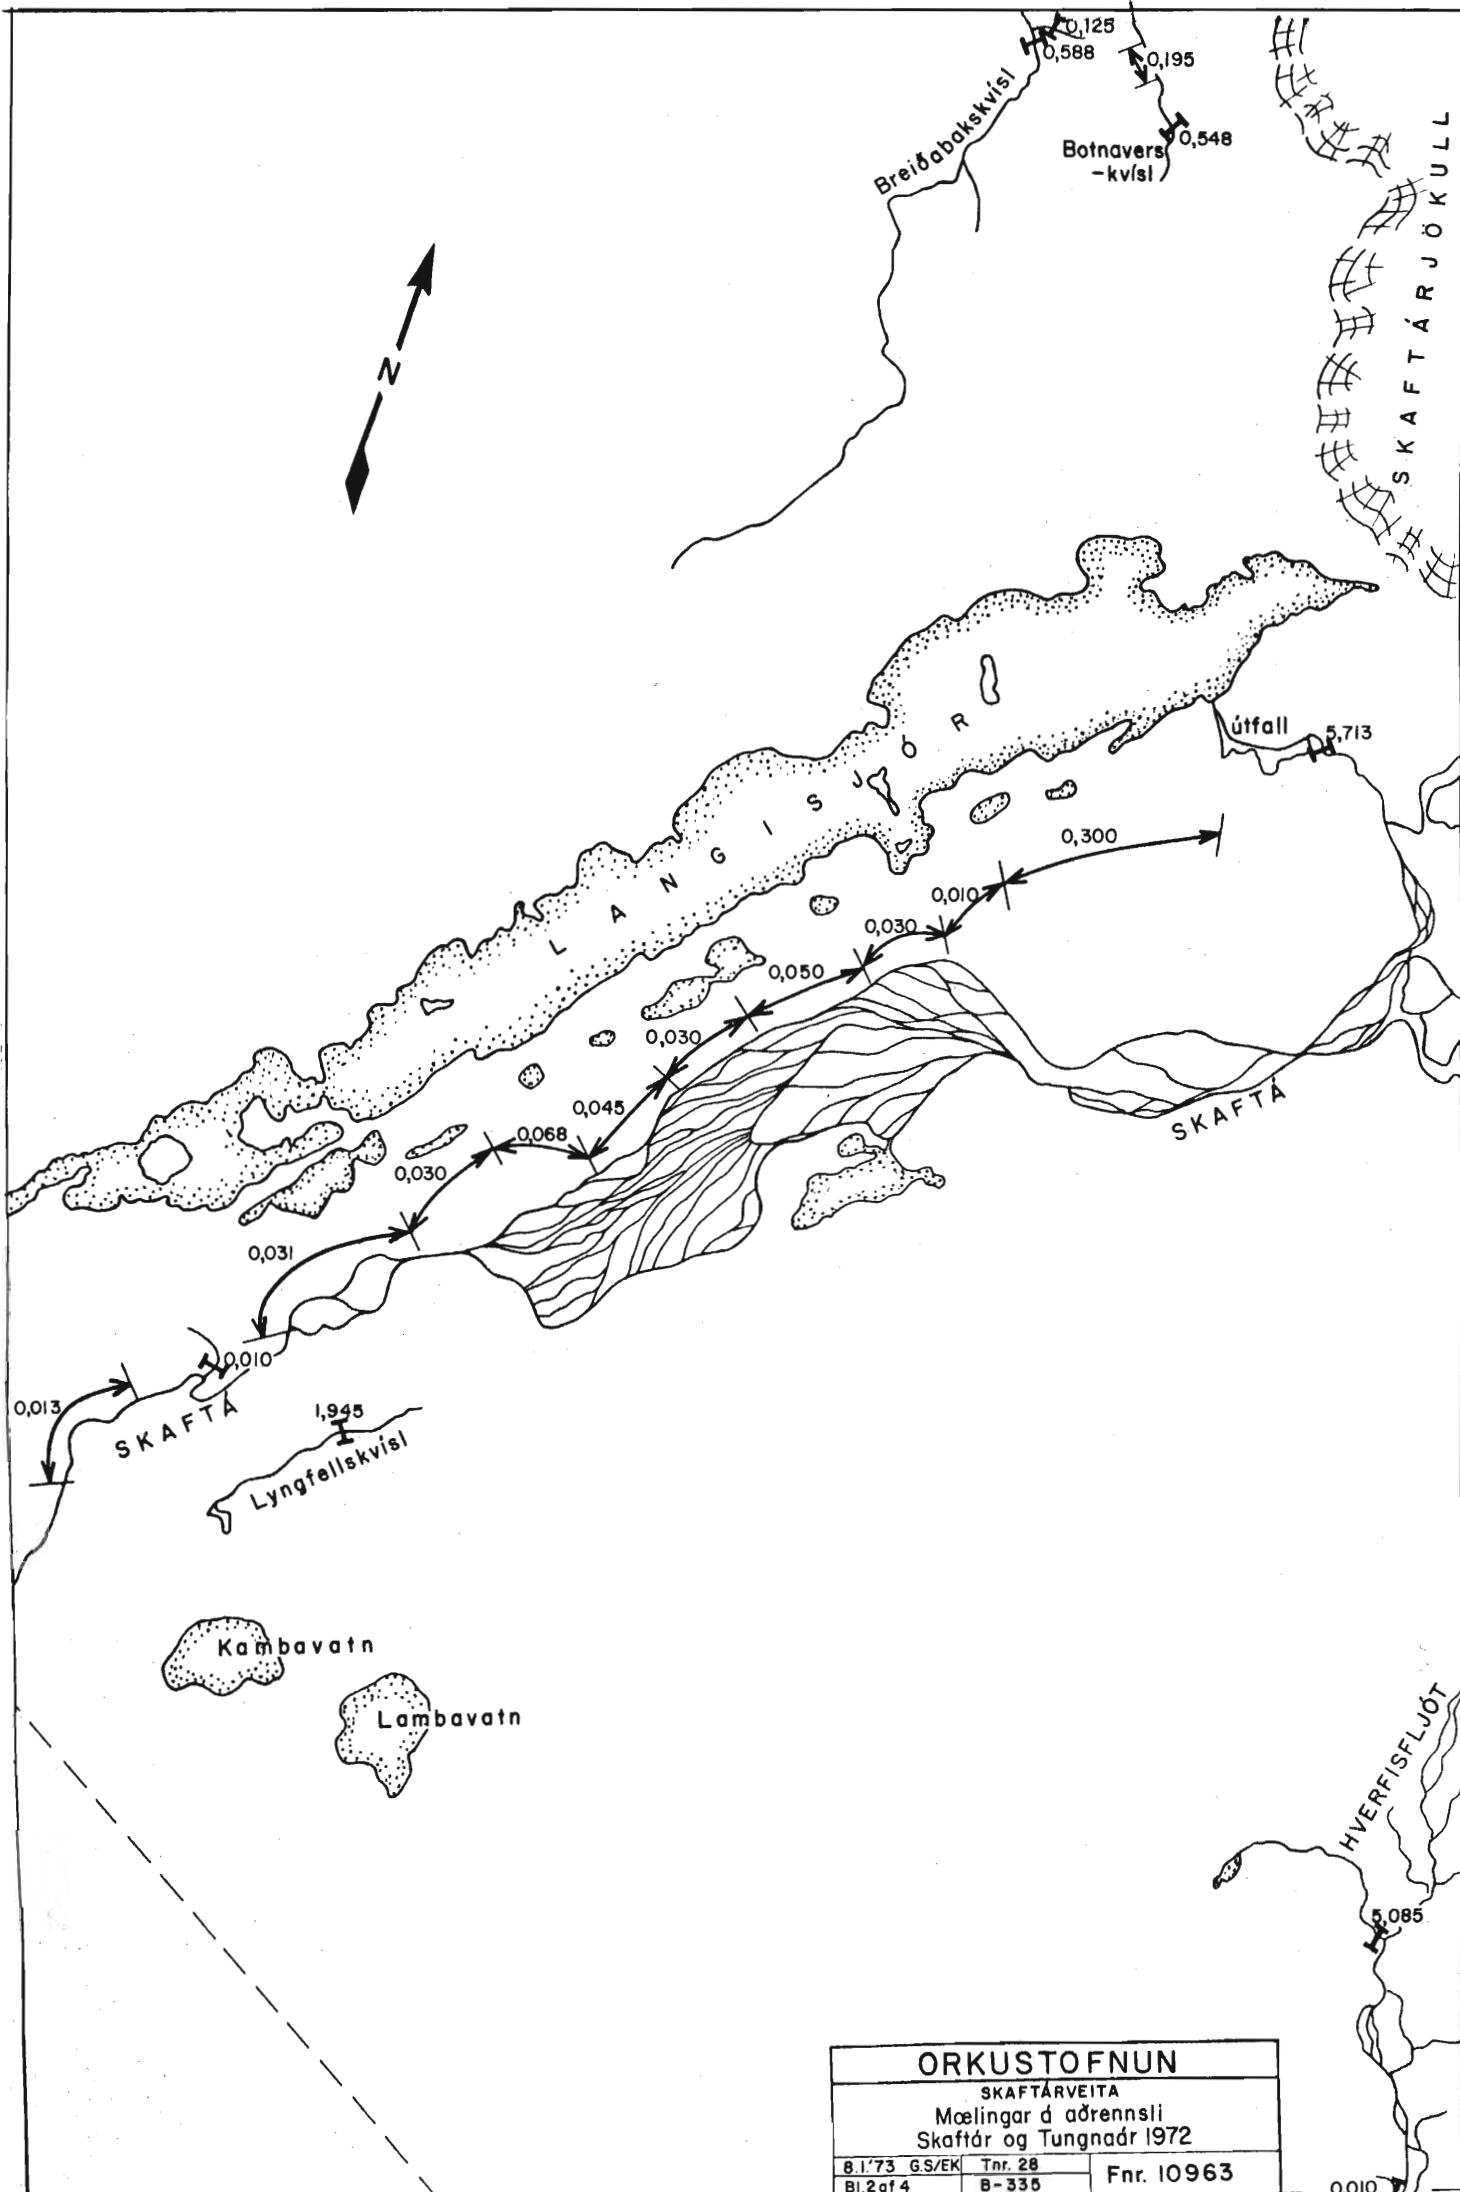 0,125
0,588
0,195
0,548
Breiðabakskvísl
Botnavers
-kvísl
SKAFTÁRJÖKULL
N
LANGISJÓR
útfall
5,713
0,300
0,010
0,030
0,050
0,030
0,045
0,068
0,030
0,031
SKAFTÁ
0,010
0,013
SKAFTÁ
1,945
Lyngfellskvísl
Kambavatn
Lambavatn
HVERFISFLJÓT
5,085
ORKUSTOFNUN
SKAFTÁRVEITA
Mælingar á aðrennsli
Skaftár og Tungnaár 1972
8.1.'73 G.S/EK Tnr. 28
Bl.2 af 4 B-335
Fnr. 10963
0,010